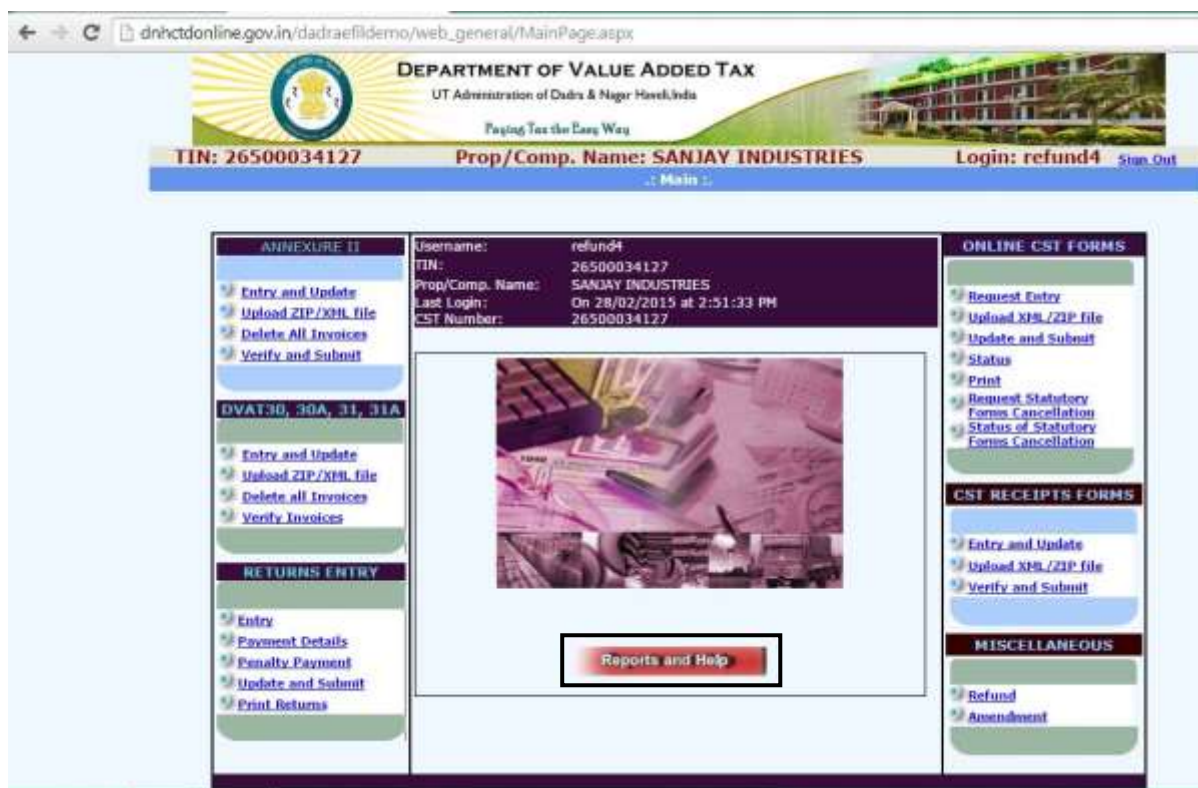 dnhctdonline.gov.in/dadraefildemo/web_general/MainPage.aspx
DEPARTMENT OF VALUE ADDED TAX
UT Administration of Dadra & Nagar Haveli,India
Paying Tax the Easy Way
TIN: 26500034127 Prop/Comp. Name: SANJAY INDUSTRIES Login: refund4 Sign Out
.: Main :.
ANNEXURE II
Entry and Update
Upload ZIP/XML file
Delete All Invoices
Verify and Submit
DVAT30, 30A, 31, 31A
Entry and Update
Upload ZIP/XML file
Delete all Invoices
Verify Invoices
RETURNS ENTRY
Entry
Payment Details
Penalty Payment
Update and Submit
Print Returns
Username: refund4
TIN: 26500034127
Prop/Comp. Name: SANJAY INDUSTRIES
Last Login: On 28/02/2015 at 2:51:33 PM
CST Number: 26500034127
Reports and Help
ONLINE CST FORMS
Request Entry
Upload XML/ZIP file
Update and Submit
Status
Print
Request Statutory
Forms Cancellation
Status of Statutory
Forms Cancellation
CST RECEIPTS FORMS
Entry and Update
Upload XML/ZIP file
Verify and Submit
MISCELLANEOUS
Refund
Amendment